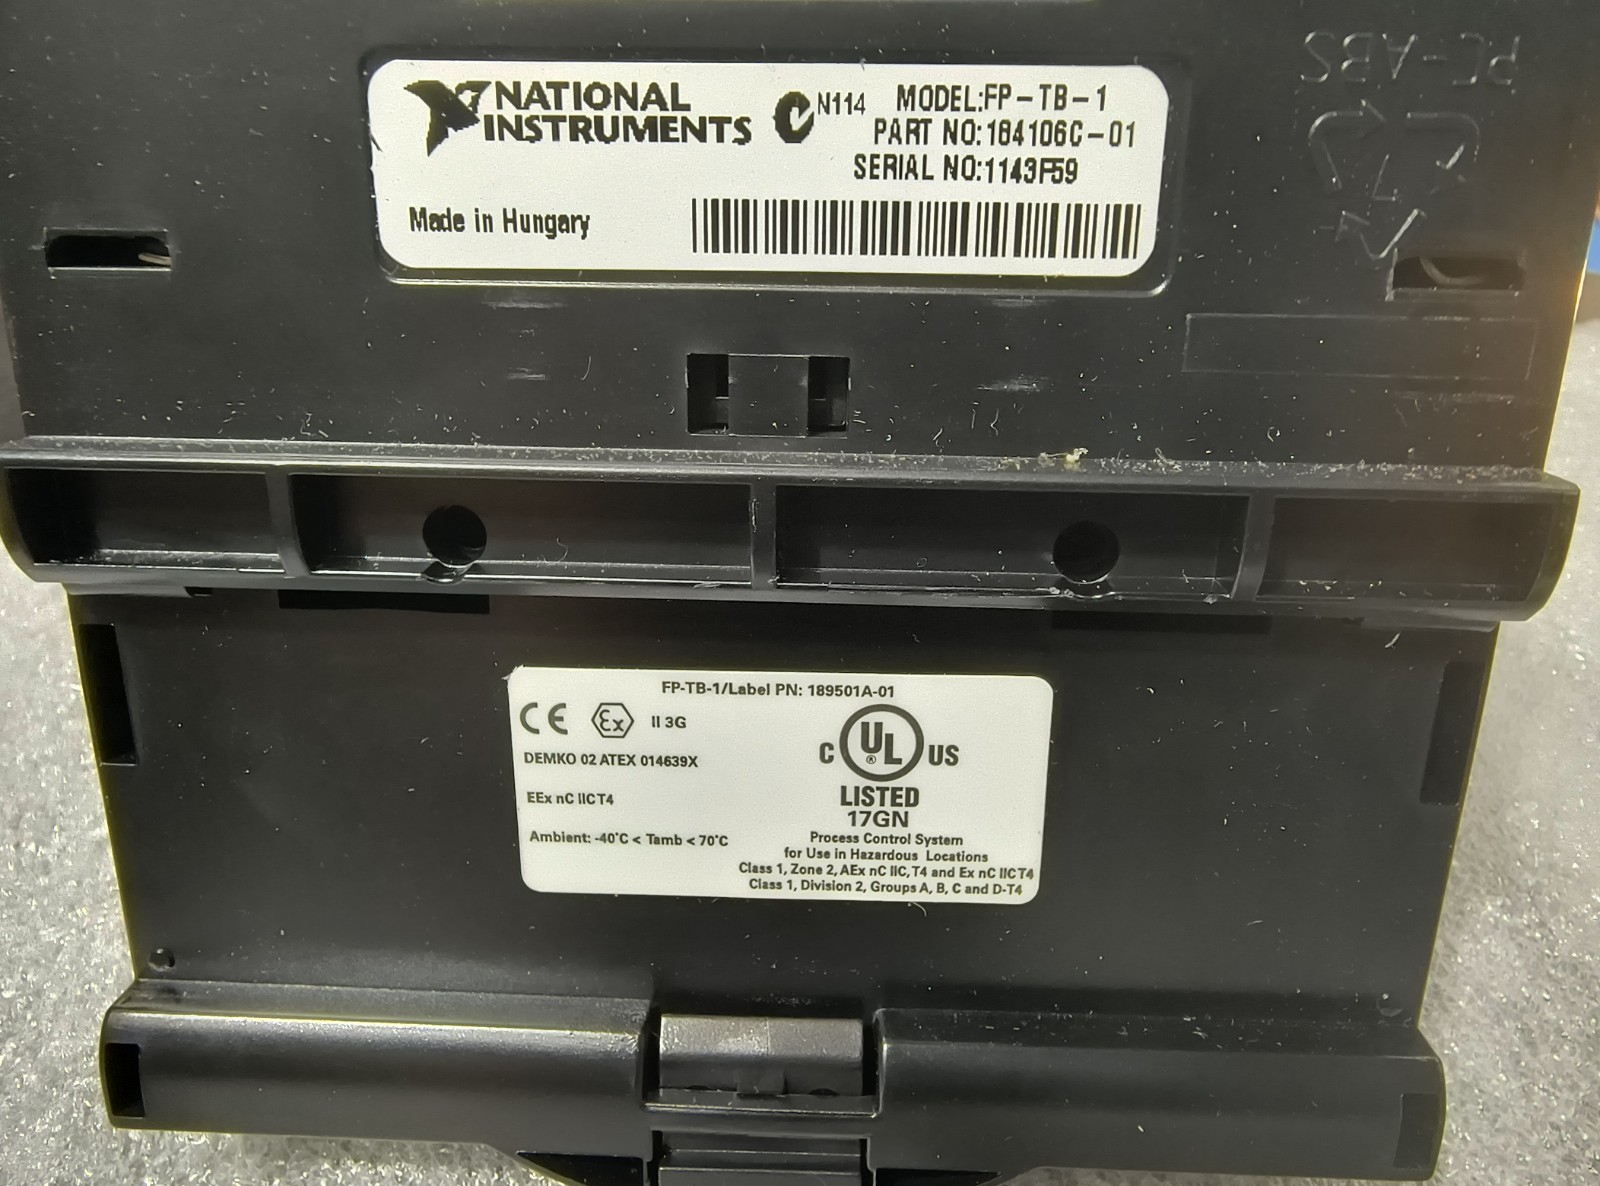 NATIONAL
INSTRUMENTS
N114
MODEL:FP-TB-1
PART NO:184106C-01
SERIAL NO:1143F59
Made in Hungary
PC-ABS
FP-TB-1/Label PN: 189501A-01
CE Ex II 3G
DEMKO 02 ATEX 014639X
EEx nC IICT4
Ambient: -40°C < Tamb < 70°C
C UL ® US
LISTED
17GN
Process Control System
for Use in Hazardous Locations
Class 1, Zone 2, AEx nC IIC,T4 and Ex nC IICT4
Class 1, Division 2, Groups A, B, C and D-T4